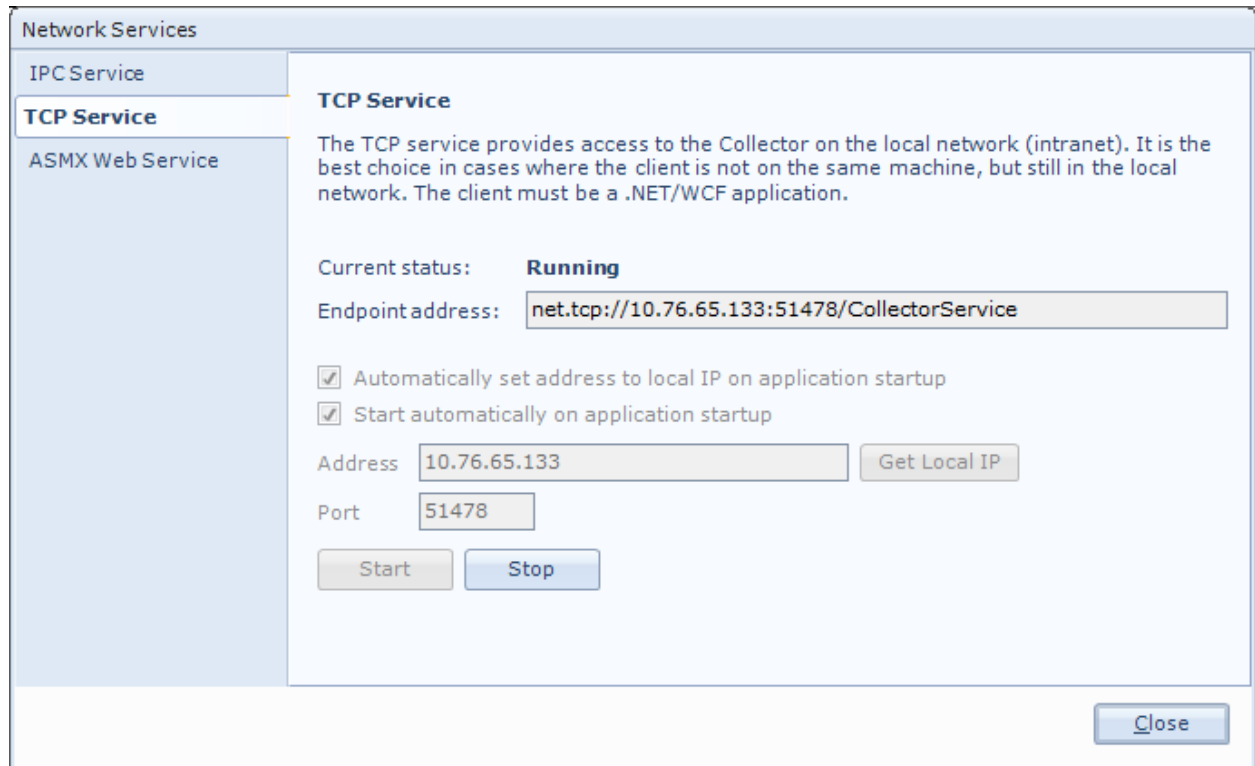 Network Services
IPC Service
TCP Service
ASMX Web Service
TCP Service
The TCP service provides access to the Collector on the local network (intranet). It is the
best choice in cases where the client is not on the same machine, but still in the local
network. The client must be a .NET/WCF application.
Current status: Running
Endpoint address: net.tcp://10.76.65.133:51478/CollectorService
Automatically set address to local IP on application startup
Start automatically on application startup
Address 10.76.65.133 Get Local IP
Port 51478
Start Stop
Close